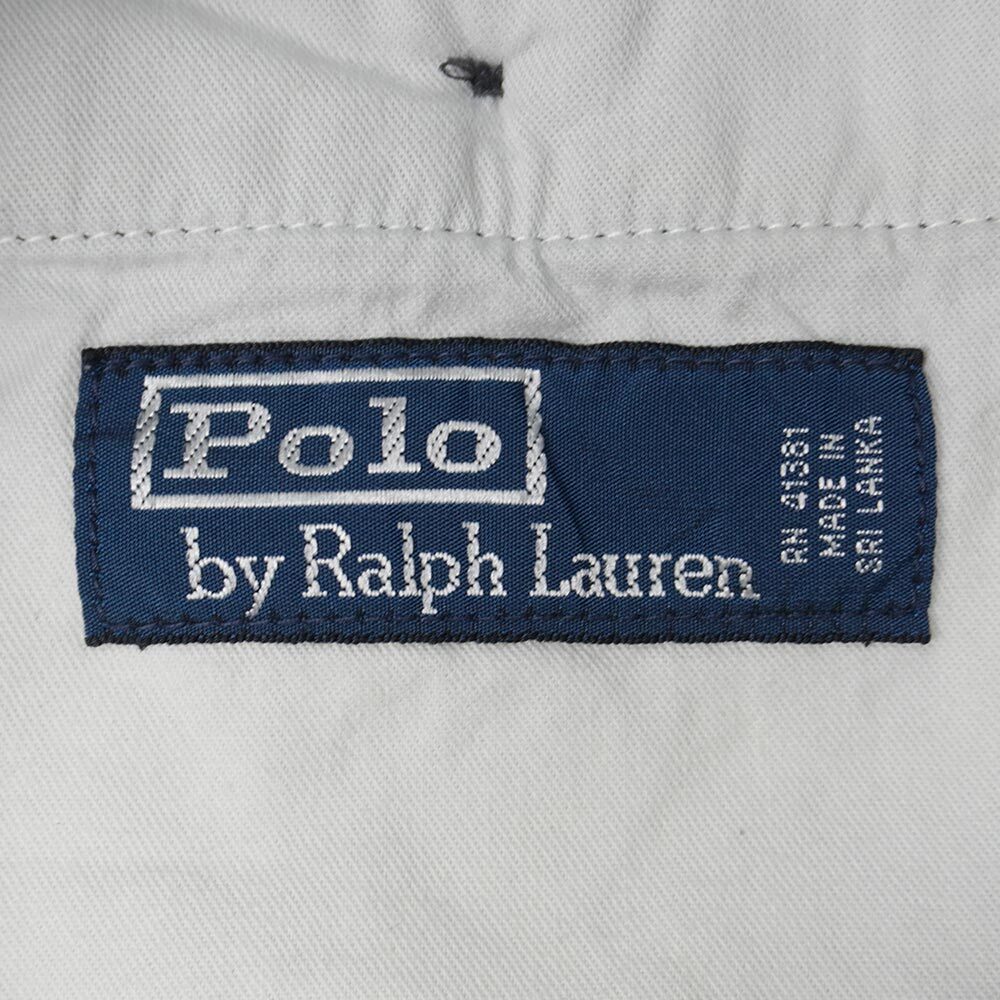 Polo
by Ralph Lauren
RN 41381
MADE IN
SRI LANKA